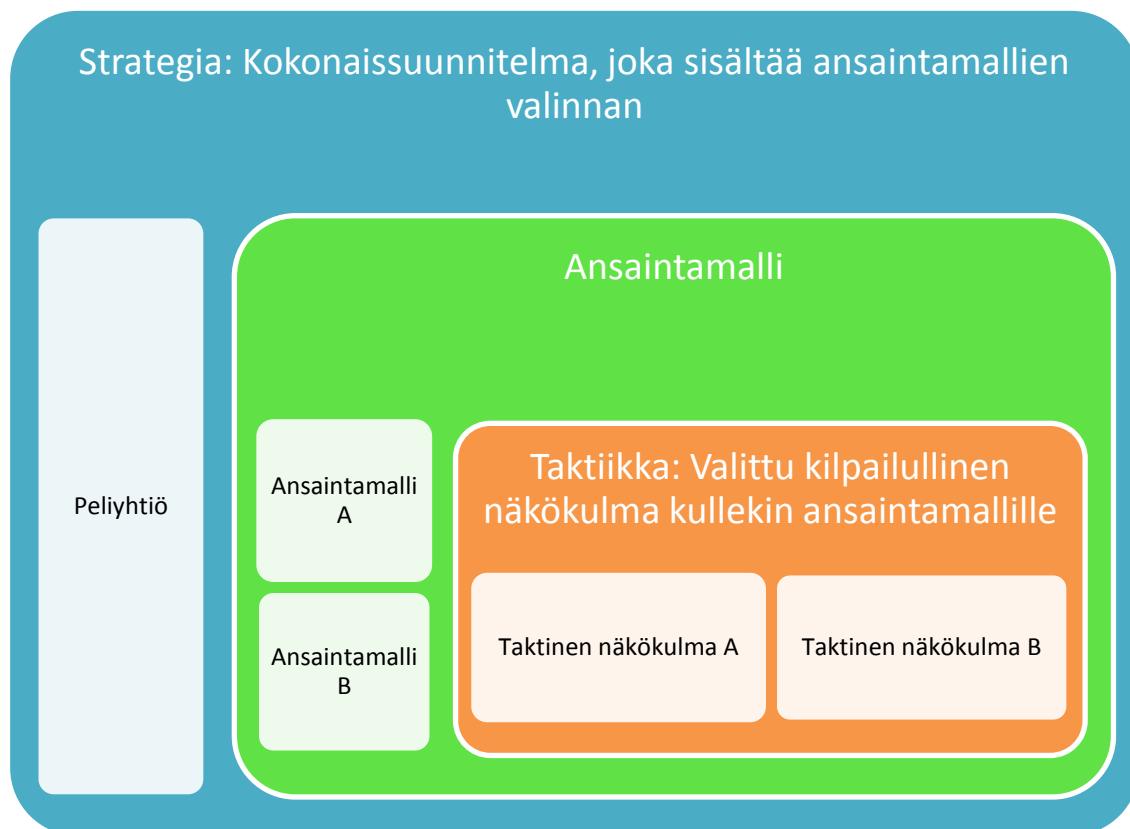 Strategia: Kokonaissuunnitelma, joka sisältää ansaintamallien
valinnan
Peliyhtiö
Ansaintamalli
Ansaintamalli
A
Ansaintamalli
B
Taktiikka: Valittu kilpailullinen
näkökulma kullekin ansaintamallille
Taktinen näkökulma A
Taktinen näkökulma B